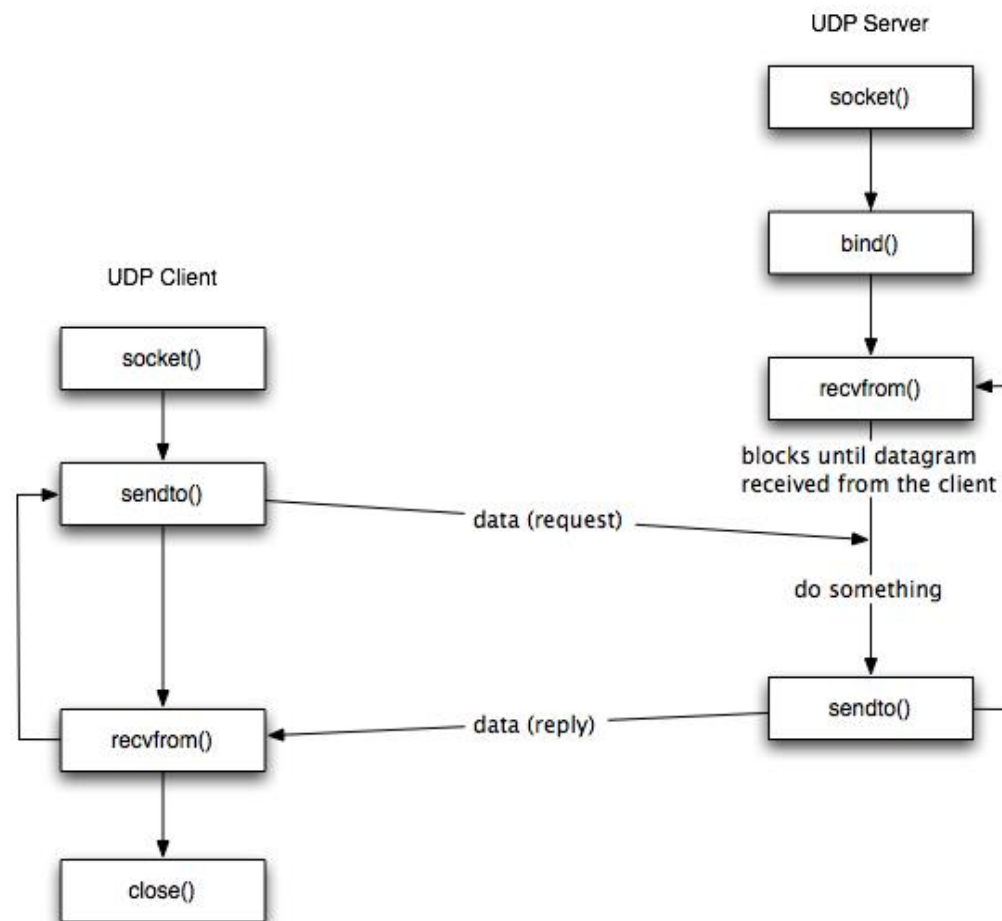 UDP Server
socket()
bind()
UDP Client
socket()
recvfrom()
blocks until datagram
received from the client
sendto()
data (request)
do something
sendto()
data (reply)
recvfrom()
close()